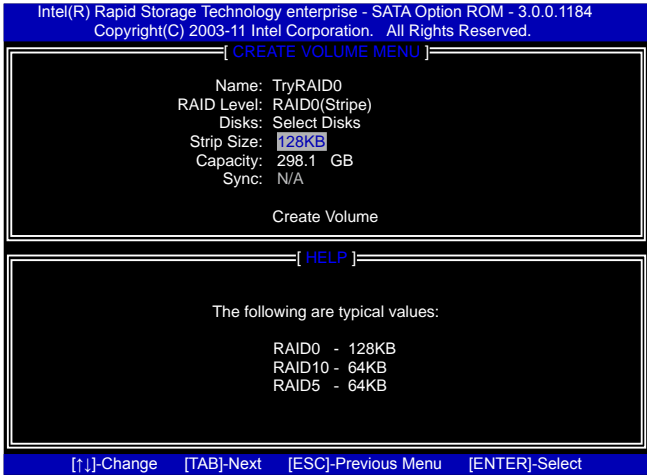 Intel(R) Rapid Storage Technology enterprise - SATA Option ROM - 3.0.0.1184
Copyright(C) 2003-11 Intel Corporation. All Rights Reserved.
[ CREATE VOLUME MENU ]
Name: TryRAID0
RAID Level: RAID0(Stripe)
Disks: Select Disks
Strip Size: 128KB
Capacity: 298.1 GB
Sync: N/A
Create Volume
[ HELP ]
The following are typical values:
RAID0 - 128KB
RAID10 - 64KB
RAID5 - 64KB
[↑↓]-Change [TAB]-Next [ESC]-Previous Menu [ENTER]-Select